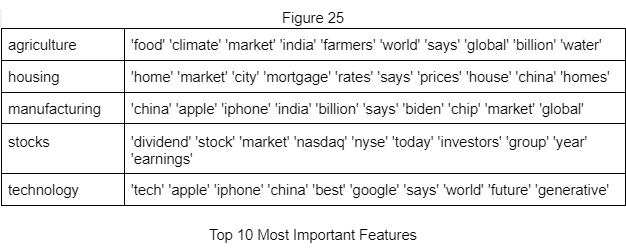 Figure 25
agriculture 'food' 'climate' 'market' 'india' 'farmers' 'world' 'says' 'global' 'billion' 'water'
housing 'home' 'market' 'city' 'mortgage' 'rates' 'says' 'prices' 'house' 'china' 'homes'
manufacturing 'china' 'apple' 'iphone' 'india' 'billion' 'says' 'biden' 'chip' 'market' 'global'
stocks 'dividend' 'stock' 'market' 'nasdaq' 'nyse' 'today' 'investors' 'group' 'year'
'earnings'
technology 'tech' 'apple' 'iphone' 'china' 'best' 'google' 'says' 'world' 'future' 'generative'
Top 10 Most Important Features